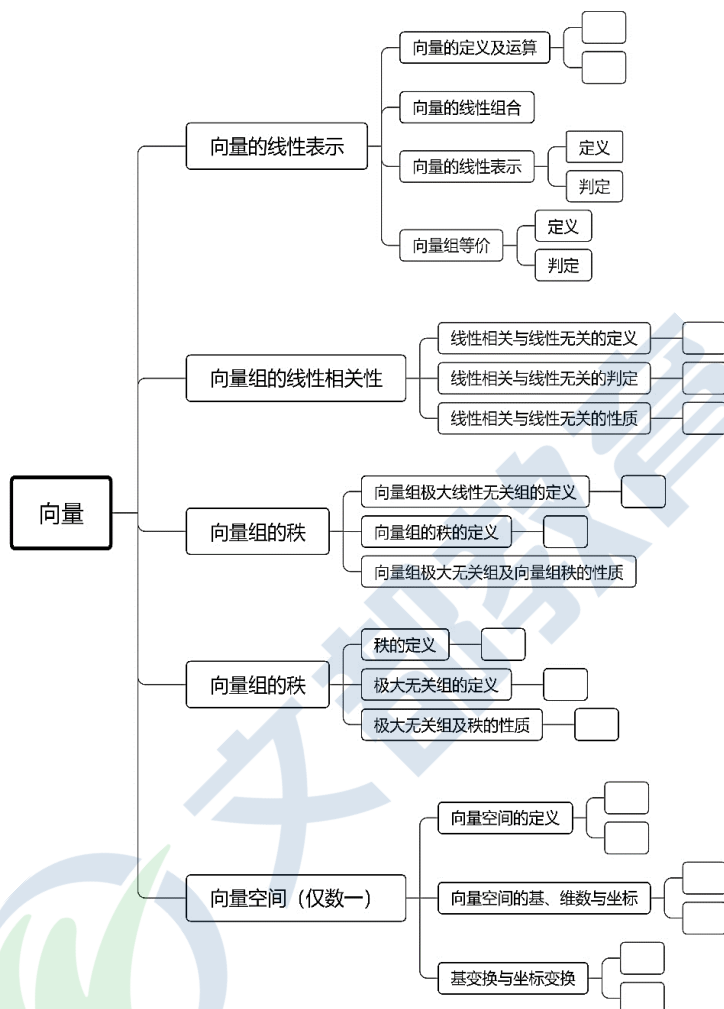 向量
向量的线性表示
向量的定义及运算
向量的线性组合
向量的线性表示
定义
判定
向量组等价
定义
判定
向量组的线性相关性
线性相关与线性无关的定义
线性相关与线性无关的判定
线性相关与线性无关的性质
向量组的秩
向量组极大线性无关组的定义
向量组的秩的定义
向量组极大无关组及向量组秩的性质
向量组的秩
秩的定义
极大无关组的定义
极大无关组及秩的性质
向量空间（仅数一）
向量空间的定义
向量空间的基、维数与坐标
基变换与坐标变换
文都教育